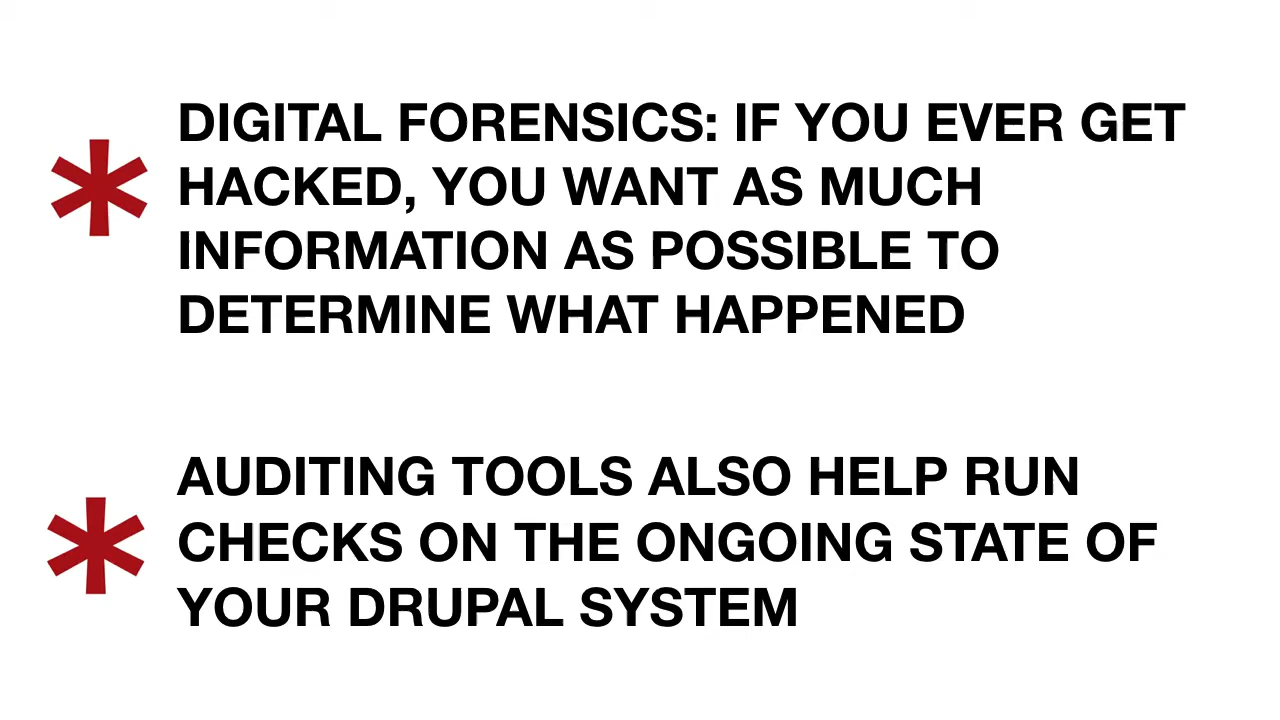 DIGITAL FORENSICS: IF YOU EVER GET
HACKED, YOU WANT AS MUCH
INFORMATION AS POSSIBLE TO
DETERMINE WHAT HAPPENED
AUDITING TOOLS ALSO HELP RUN
CHECKS ON THE ONGOING STATE OF
YOUR DRUPAL SYSTEM